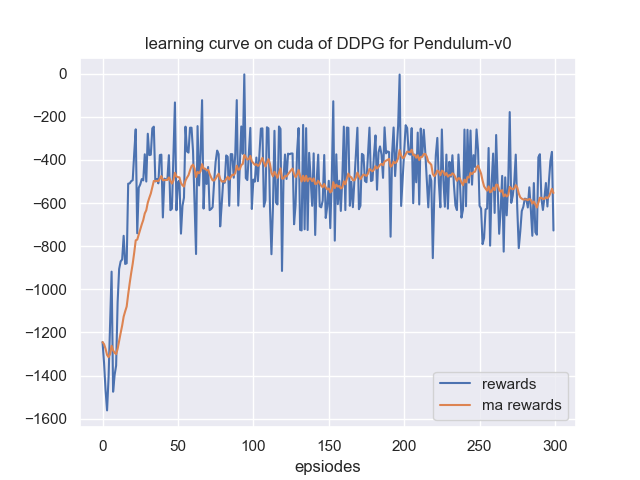 learning curve on cuda of DDPG for Pendulum-v0
0
−200
−400
−600
−800
−1000
−1200
−1400
−1600
0 50 100 150 200 250 300
epsiodes
rewards
ma rewards